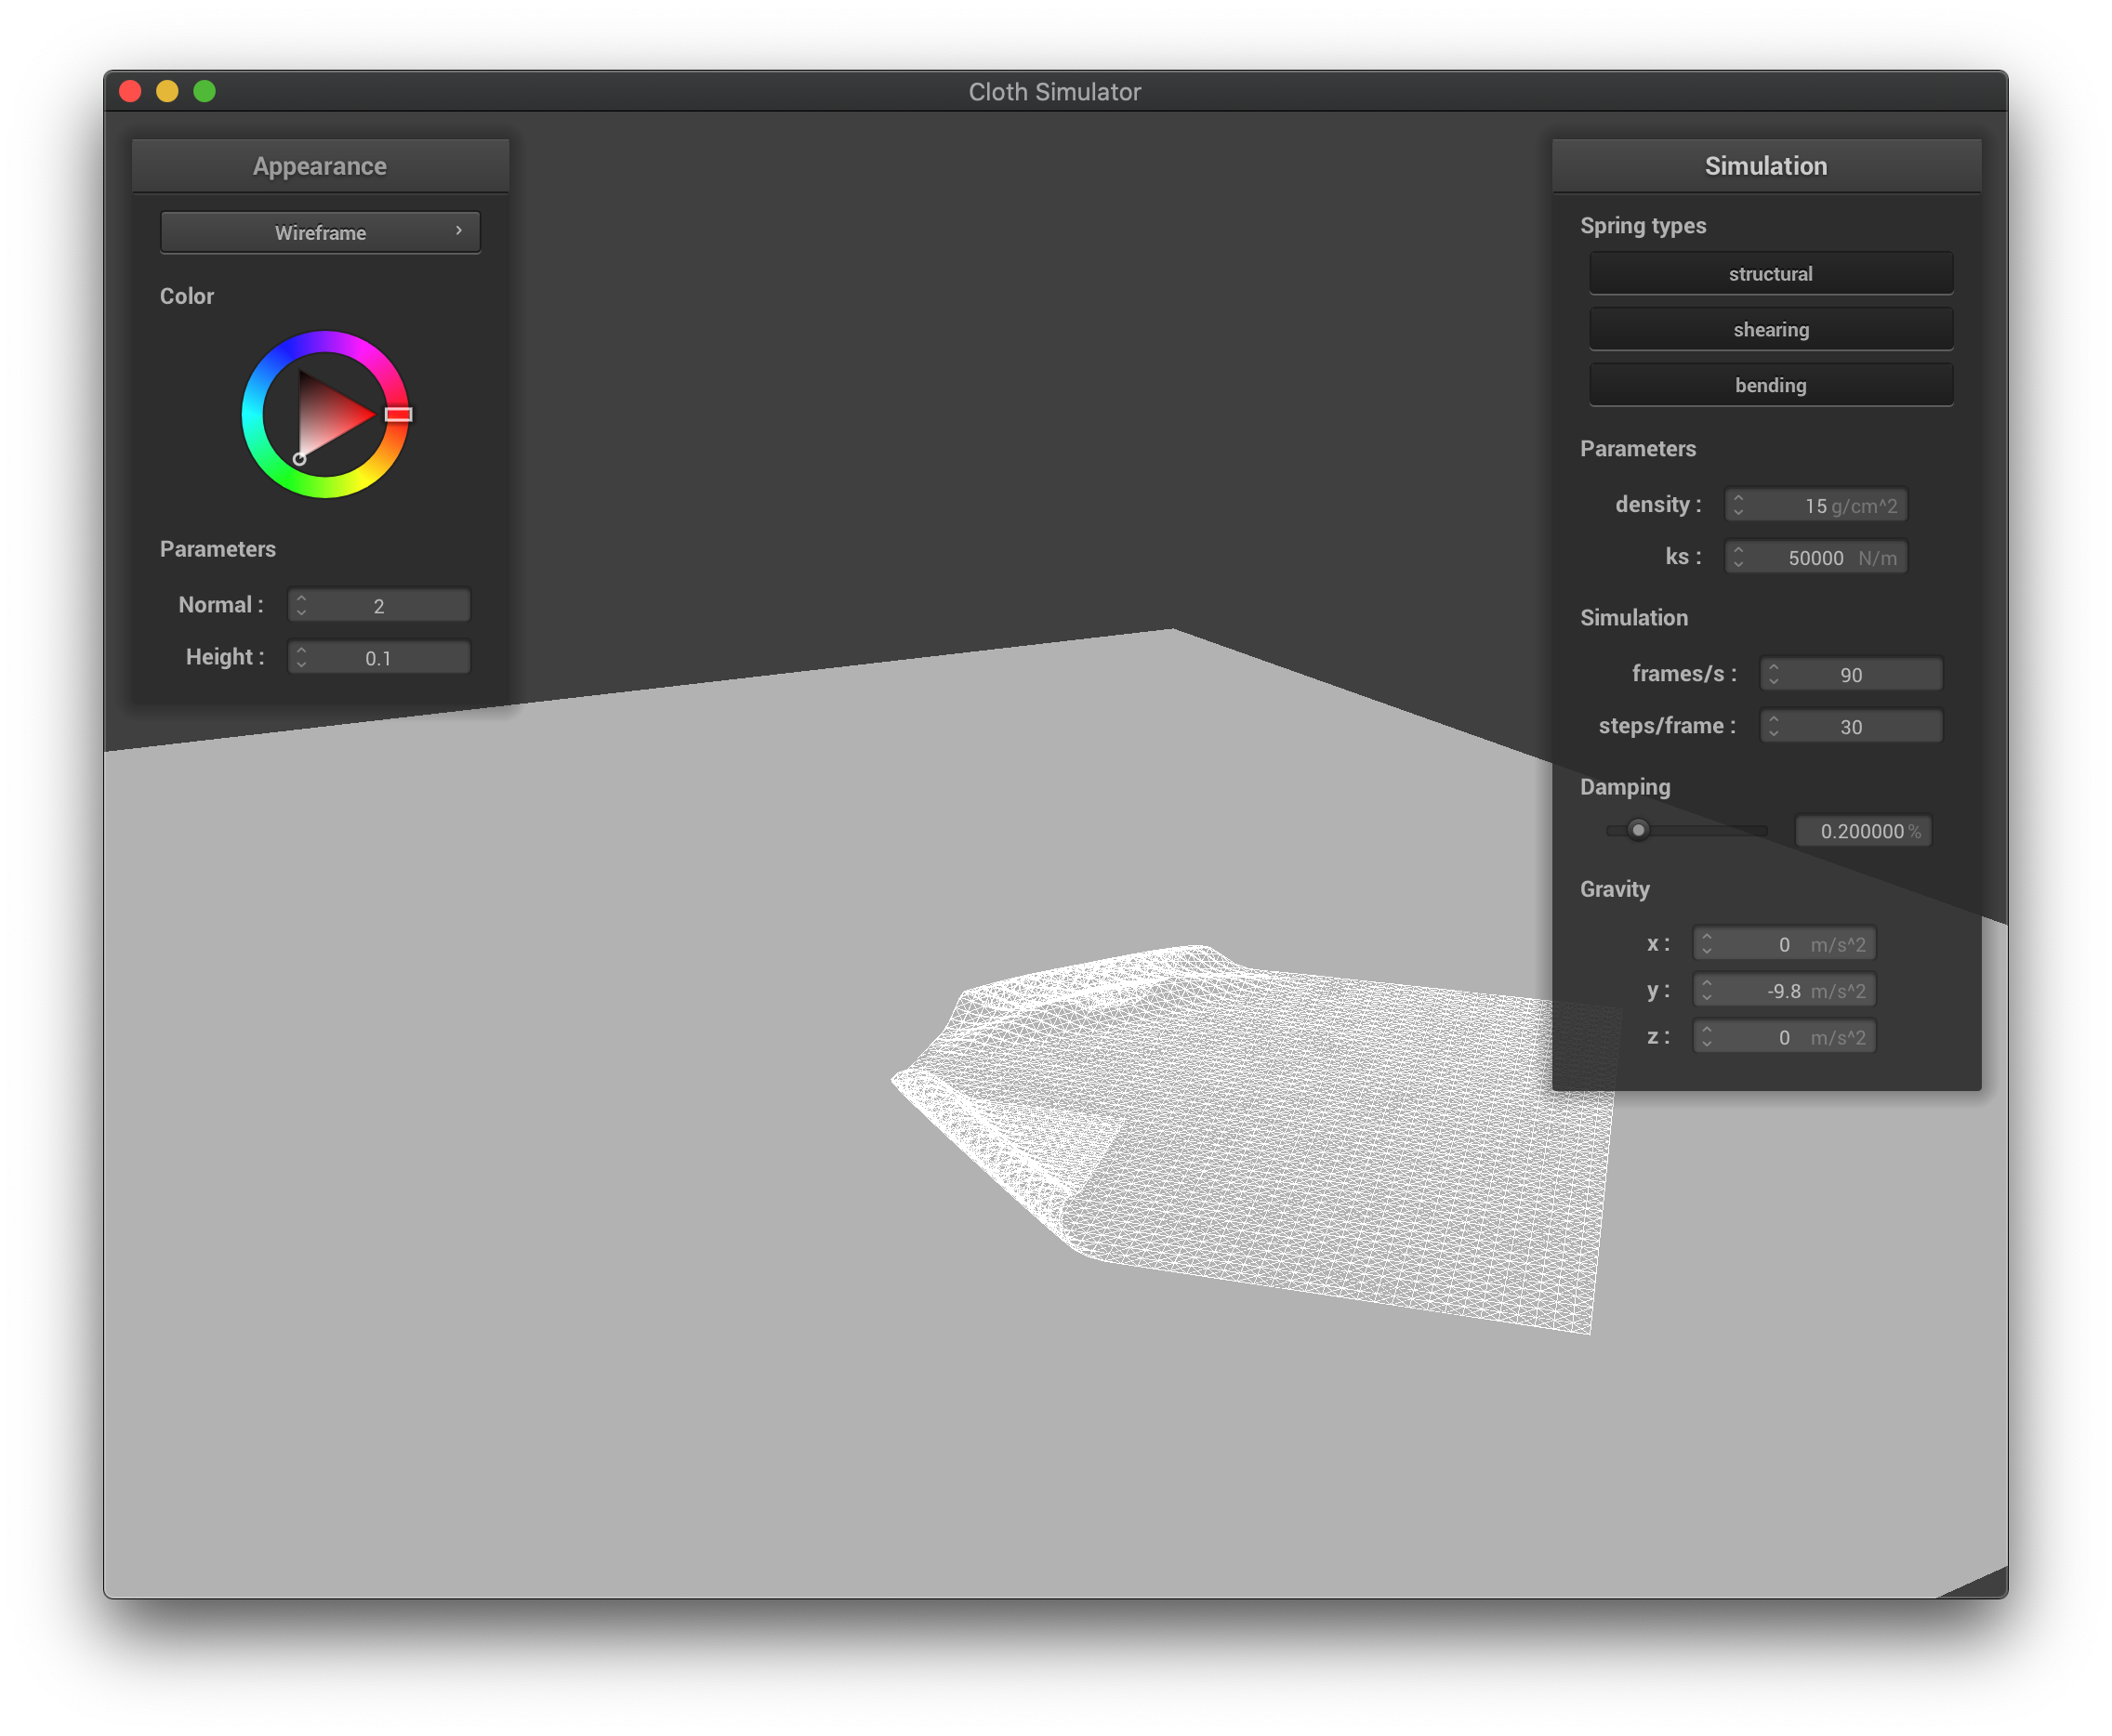 Cloth Simulator
Appearance
Wireframe
Color
Parameters
Normal : 2
Height : 0.1
Simulation
Spring types
structural
shearing
bending
Parameters
density : 15 g/cm^2
ks : 50000 N/m
Simulation
frames/s : 90
steps/frame : 30
Damping
0.200000 %
Gravity
x : 0 m/s^2
y : -9.8 m/s^2
z : 0 m/s^2